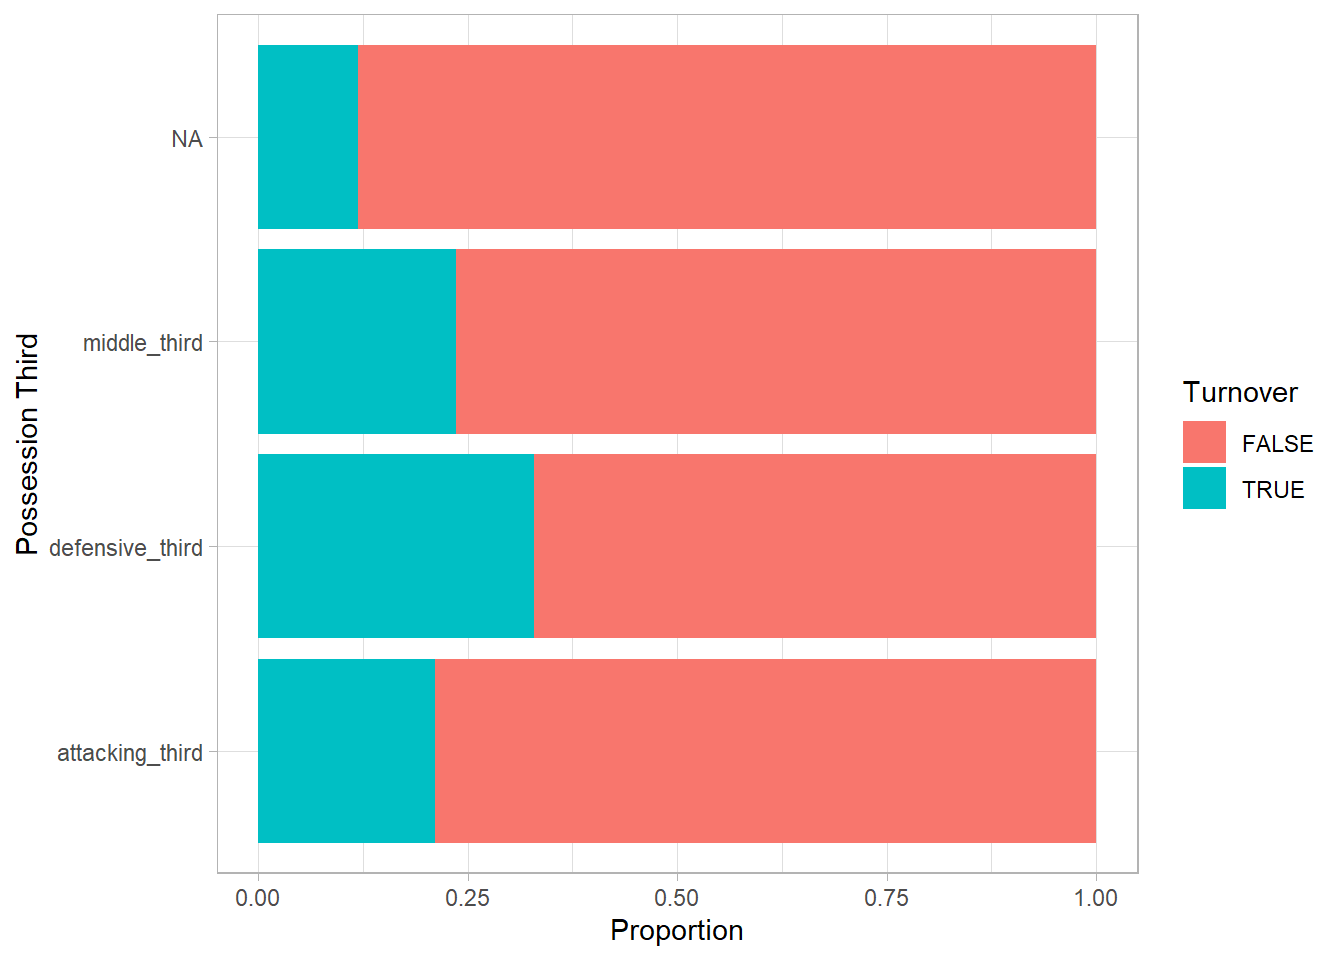 NA
middle_third
defensive_third
attacking_third
Possession Third
0.00 0.25 0.50 0.75 1.00
Proportion
Turnover
FALSE
TRUE